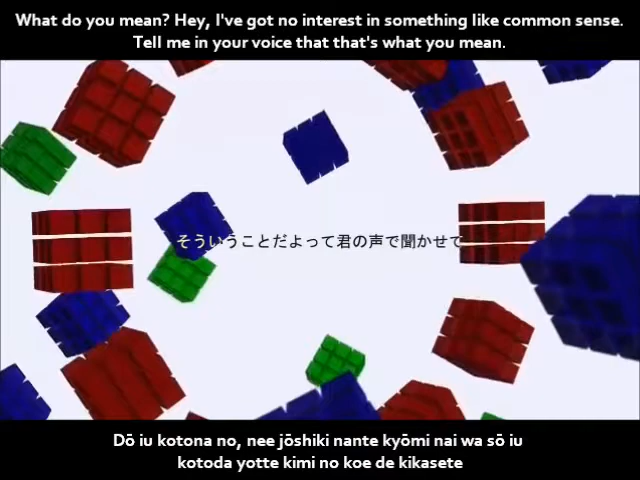 What do you mean? Hey, I've got no interest in something like common sense.
Tell me in your voice that that's what you mean.
そういうことだよって君の声で聞かせて
Dō iu kotona no, nee jōshiki nante kyōmi nai wa sō iu
kotoda yotte kimi no koe de kikasete